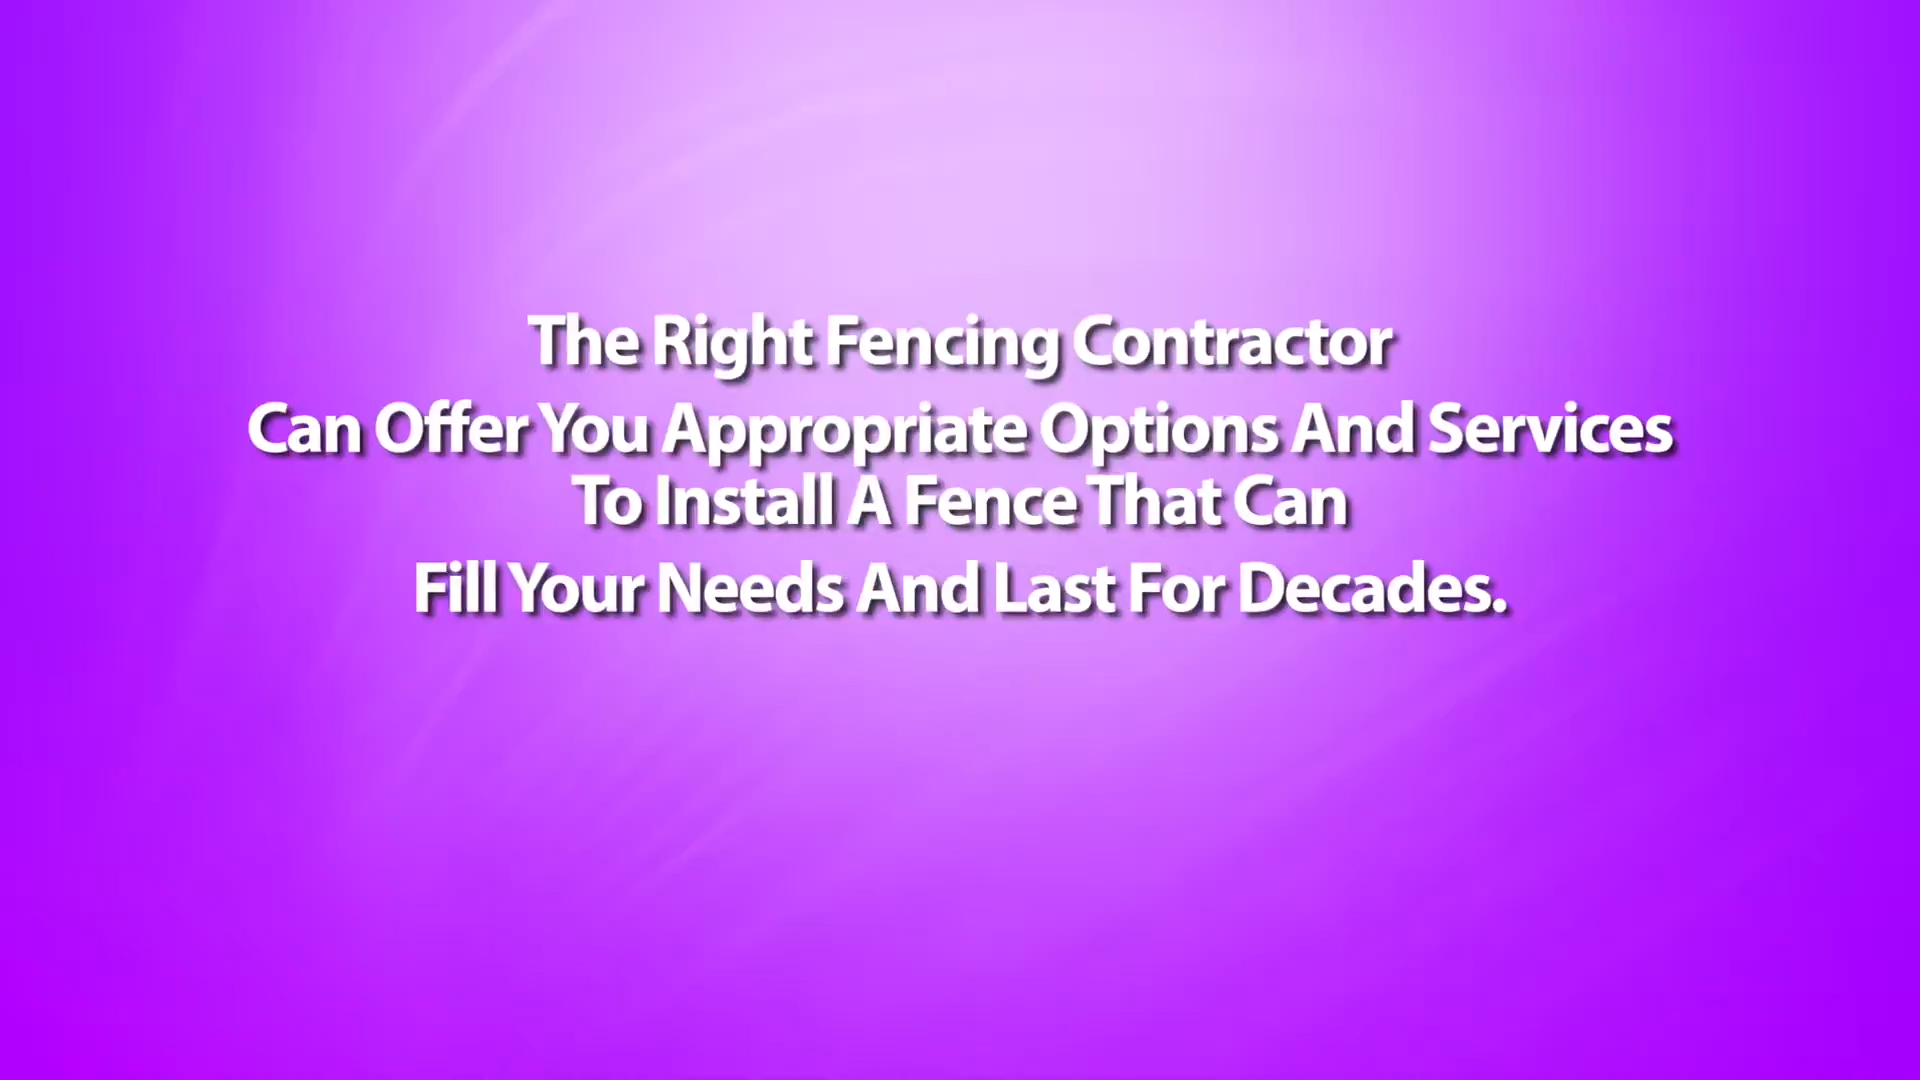 The Right Fencing Contractor
Can Offer You Appropriate Options And Services
To Install A Fence That Can
Fill Your Needs And Last For Decades.